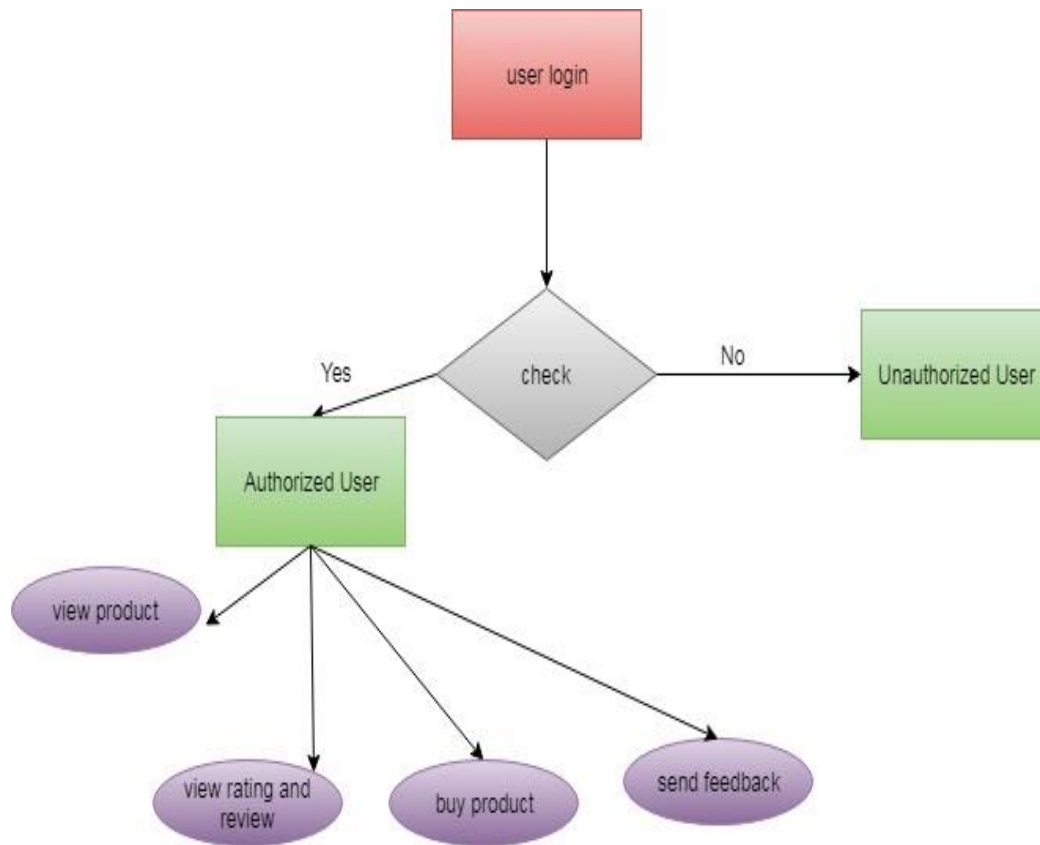 user login
Yes
check
No
Unauthorized User
Authorized User
view product
view rating and
review
buy product
send feedback